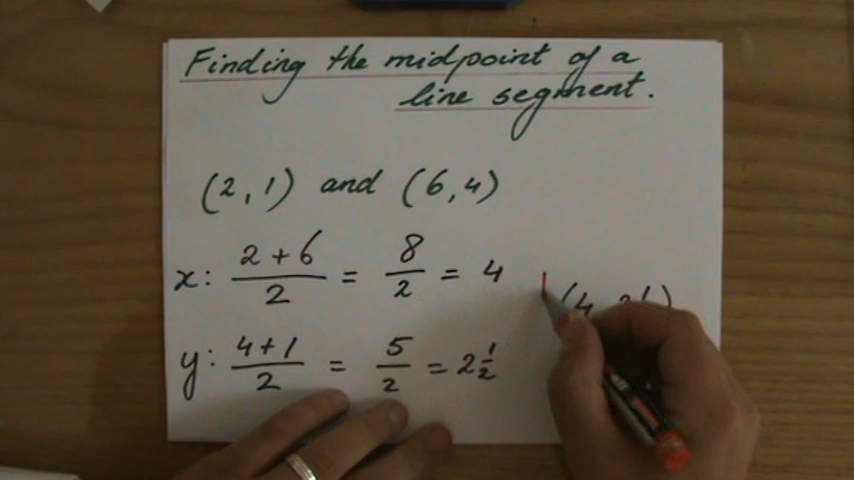 Finding the midpoint of a
line segment.
(2,1) and (6,4)
x: (2+6)/2 = 8/2 = 4
(4
y: (4+1)/2 = 5/2 = 2 1/2